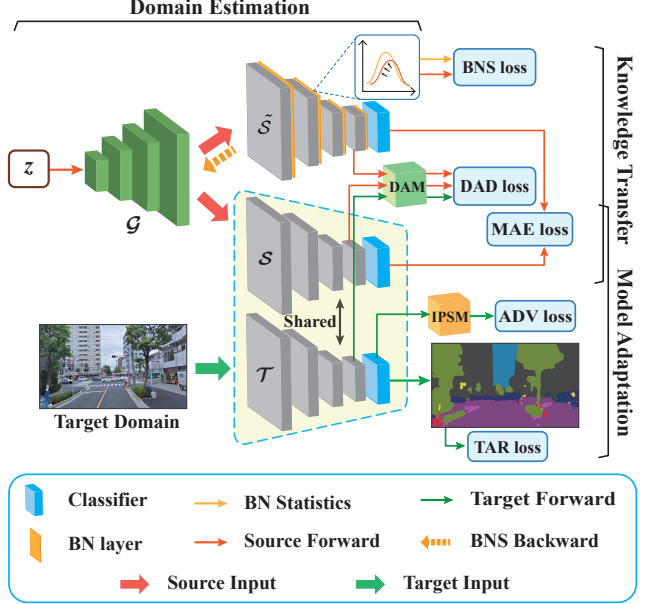 Domain Estimation
BNS loss
Knowledge Transfer
S̃
z
G
DAM
DAD loss
MAE loss
S
Shared
IPSM
ADV loss
Model Adaptation
T
Target Domain
TAR loss
Classifier
BN Statistics
Target Forward
BN layer
Source Forward
BNS Backward
Source Input
Target Input